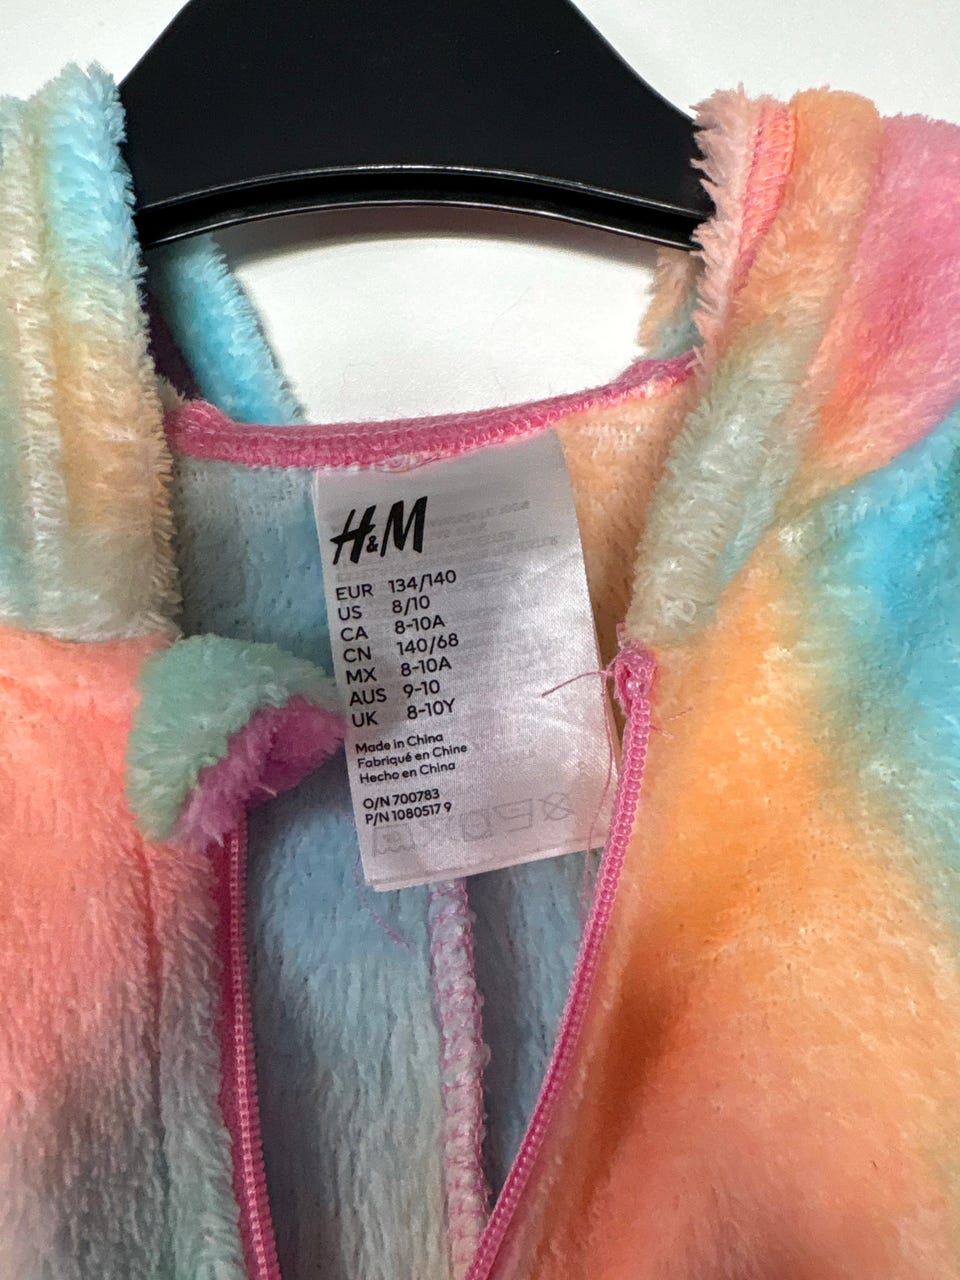 H&M
EUR 134/140
US 8/10
CA 8-10A
CN 140/68
MX 8-10A
AUS 9-10
UK 8-10Y
Made in China
Fabriqué en Chine
Hecho en China
O/N 700783
P/N 1080517 9